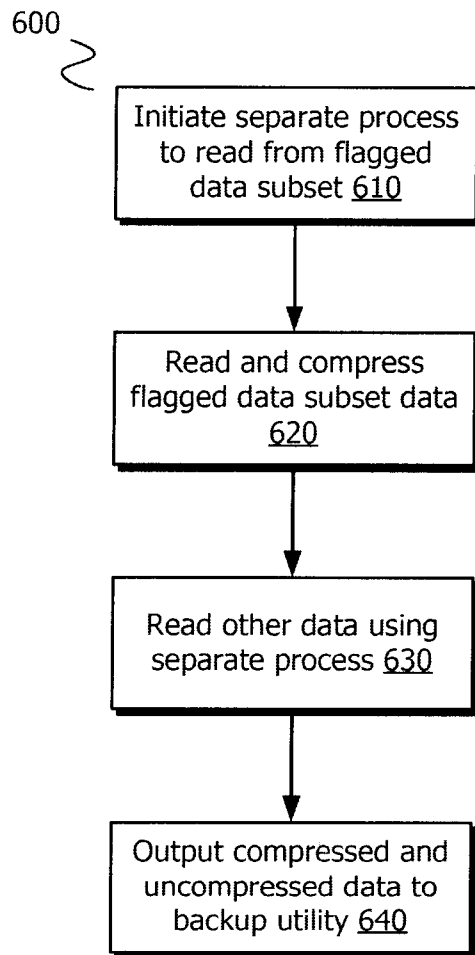 600
Initiate separate process
to read from flagged
data subset 610
Read and compress
flagged data subset data
620
Read other data using
separate process 630
Output compressed and
uncompressed data to
backup utility 640